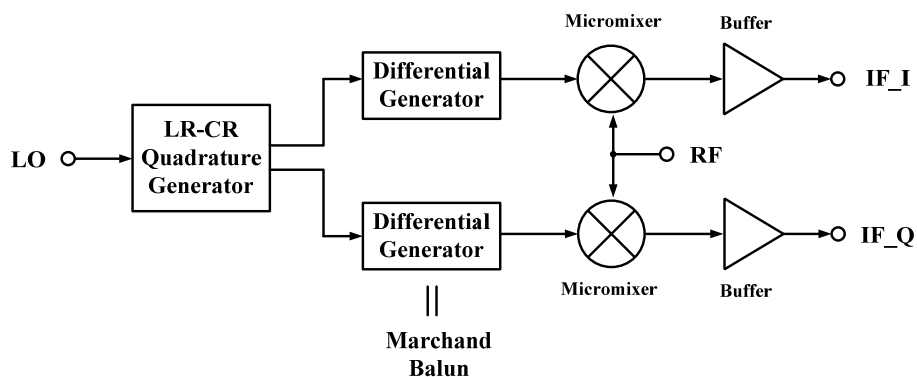 Micromixer
Buffer
Differential
Generator
IF_I
LR-CR
Quadrature
Generator
LO
RF
Differential
Generator
IF_Q
Micromixer
Buffer
Marchand
Balun